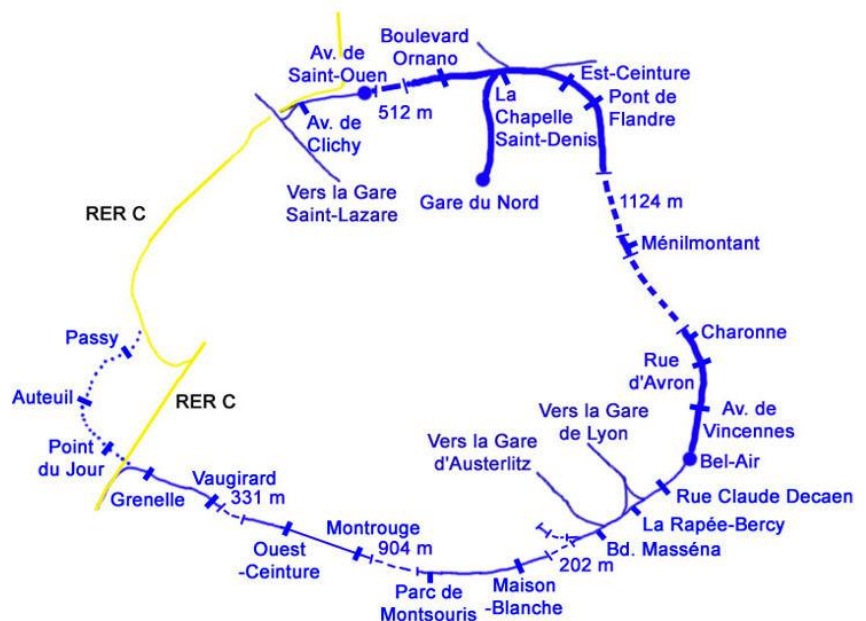 Boulevard
Ornano
Av. de
Saint-Ouen
Est-Ceinture
Pont de
Flandre
512 m
La
Chapelle
Saint-Denis
Av. de
Clichy
Vers la Gare
Saint-Lazare
Gare du Nord
1124 m
RER C
Ménilmontant
Passy
Charonne
Rue
d'Avron
Auteuil
RER C
Vers la Gare
de Lyon
Av. de
Vincennes
Vers la Gare
d'Austerlitz
Point
du Jour
Bel-Air
Vaugirard
331 m
Grenelle
Rue Claude Decaen
Montrouge
904 m
La Rapée-Bercy
Ouest
-Ceinture
Bd. Masséna
202 m
Parc de
Montsouris
Maison
-Blanche